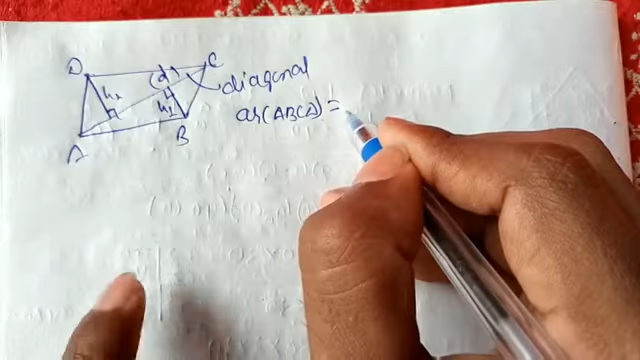 D C
(d)
h2
h1
diagonal
ar(ABCD) =
A B